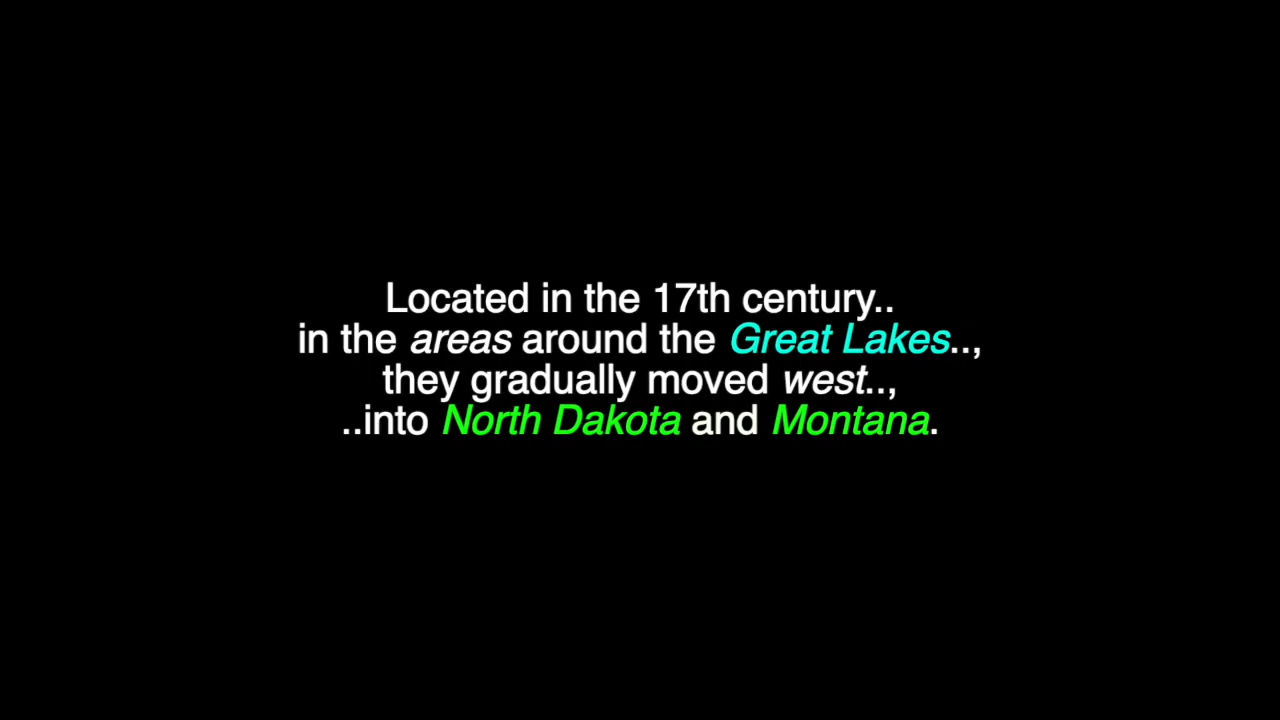 Located in the 17th century..
in the areas around the Great Lakes..,
they gradually moved west..,
..into North Dakota and Montana.